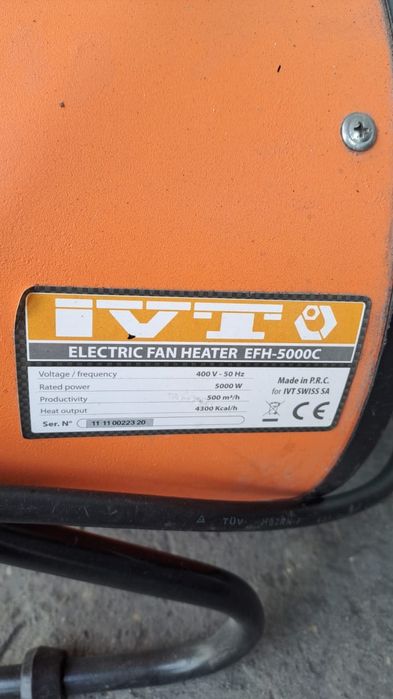 IVT
ELECTRIC FAN HEATER EFH-5000C
Voltage / frequency 400 V - 50 Hz
Rated power 5000 W
Productivity 500 m³/h
Heat output 4300 Kcal/h
Ser. N° 11 11 00223 20
Made in P.R.C.
for IVT SWISS SA
CE
TÜV